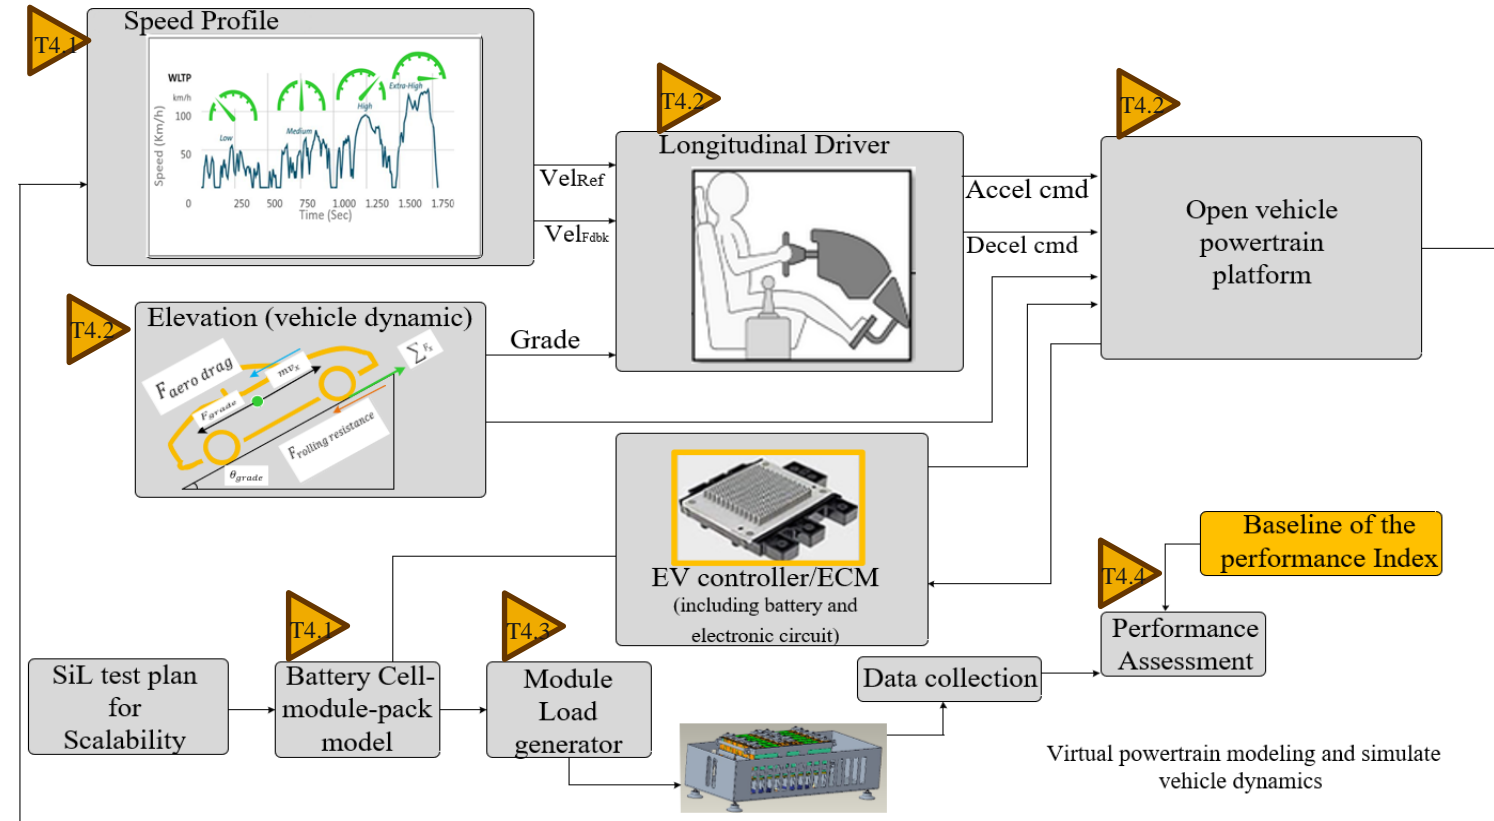 T4.1
Speed Profile
WLTP
km/h
100
50
0
Speed (Km/h)
Low
Medium
High
Extra-High
250 500 750 1.000 1.250 1.500 1.750
Time (Sec)
VelRef
VelFdbk
T4.2
Longitudinal Driver
Accel cmd
Decel cmd
T4.2
Open vehicle
powertrain
platform
T4.2
Elevation (vehicle dynamic)
F aero drag
mvx
∑ Fx
Fgrade
F rolling resistance
θgrade
Grade
EV controller/ECM
(including battery and
electronic circuit)
Baseline of the
performance Index
T4.4
Performance
Assessment
T4.1
T4.3
SiL test plan
for
Scalability
Battery Cell-
module-pack
model
Module
Load
generator
Data collection
Virtual powertrain modeling and simulate
vehicle dynamics